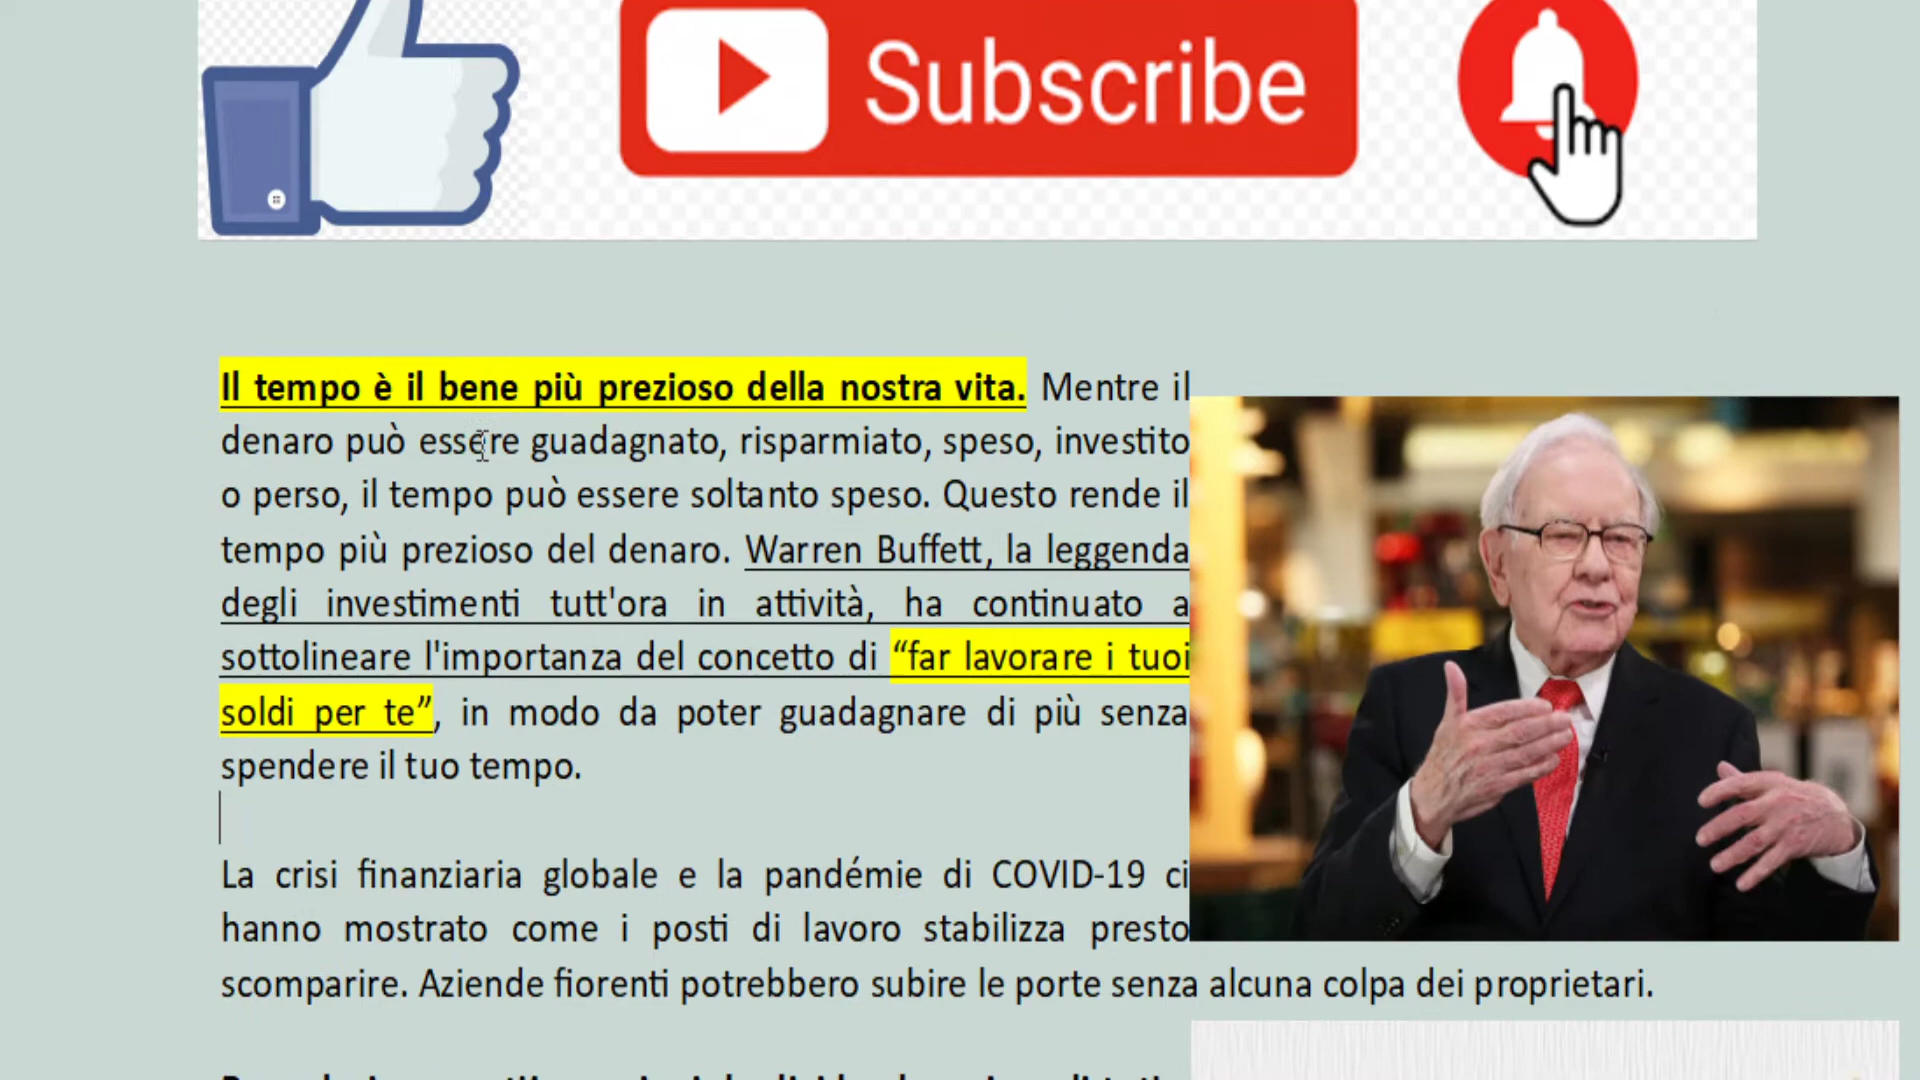 Subscribe
Il tempo è il bene più prezioso della nostra vita. Mentre il
denaro può essere guadagnato, risparmiato, speso, investito
o perso, il tempo può essere soltanto speso. Questo rende il
tempo più prezioso del denaro. Warren Buffett, la leggenda
degli investimenti tutt'ora in attività, ha continuato a
sottolineare l'importanza del concetto di “far lavorare i tuoi
soldi per te”, in modo da poter guadagnare di più senza
spendere il tuo tempo.
La crisi finanziaria globale e la pandémie di COVID-19 ci
hanno mostrato come i posti di lavoro stabilizza presto
scomparire. Aziende fiorenti potrebbero subire le porte senza alcuna colpa dei proprietari.